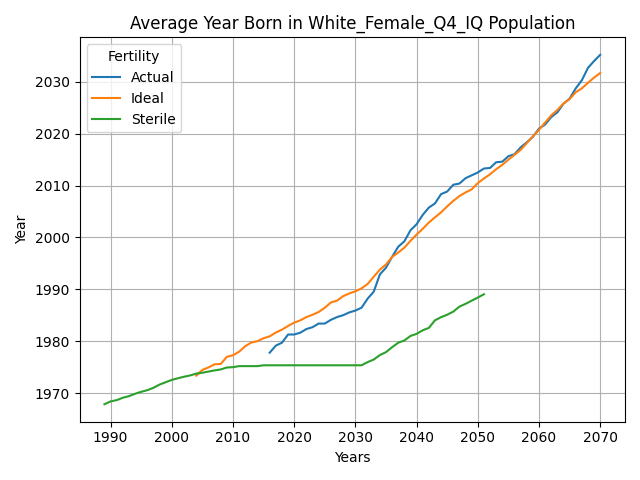 Average Year Born in White_Female_Q4_IQ Population
Fertility
Actual
Ideal
Sterile
Year
2030
2020
2010
2000
1990
1980
1970
1990 2000 2010 2020 2030 2040 2050 2060 2070
Years